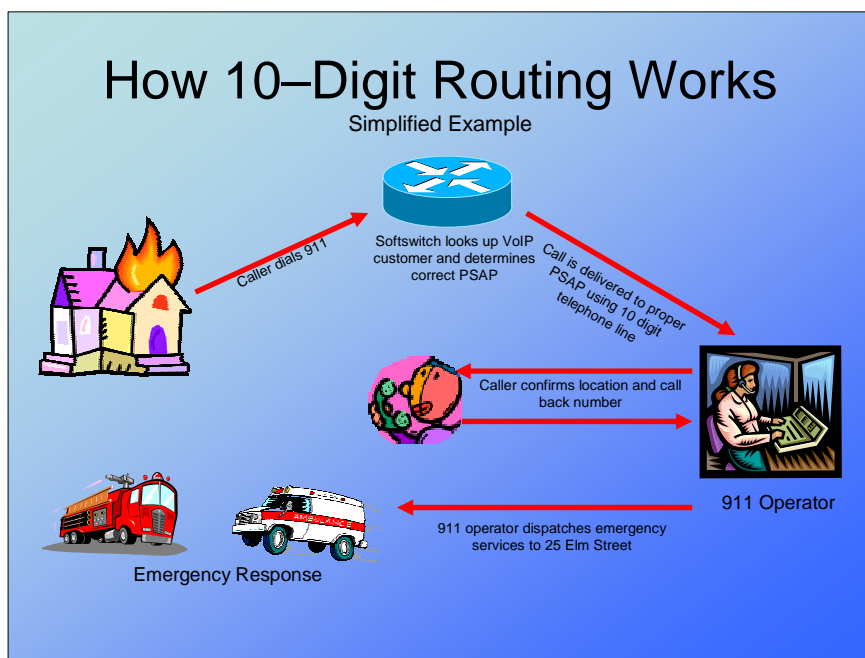 How 10–Digit Routing Works
Simplified Example
Caller dials 911
Softswitch looks up VoIP
customer and determines
correct PSAP
Call is delivered to proper
PSAP using 10 digit
telephone line
Caller confirms location and call
back number
911 Operator
AMBULANCE
911 operator dispatches emergency
services to 25 Elm Street
Emergency Response